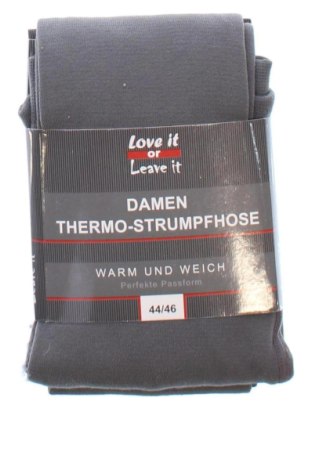 Love it
or
Leave it
DAMEN
THERMO-STRUMPFHOSE
WARM UND WEICH
Perfekte Passform
44/46